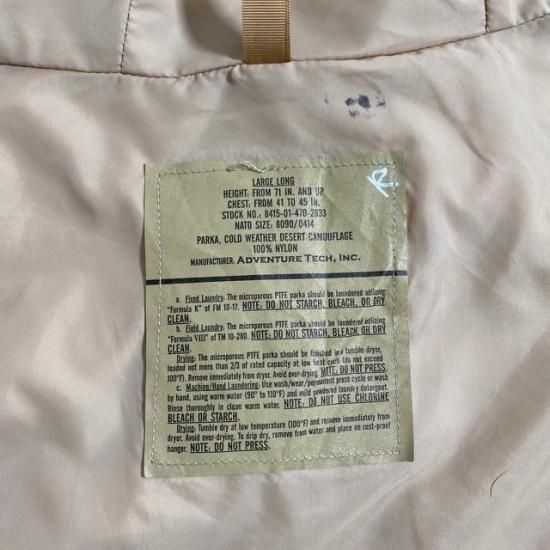 LARGE LONG
HEIGHT: FROM 71 IN. AND UP
CHEST: FROM 41 TO 45 IN.
STOCK NO.: 8415-01-470-2833
NATO SIZE: 8090/0414
PARKA, COLD WEATHER DESERT CAMOUFLAGE
100% NYLON
MANUFACTURER: ADVENTURE TECH, INC.
a. Fixed Laundry: The microporous PTFE parka should be laundered utilizing
"Formula K" of FM 10-17. NOTE: DO NOT STARCH, BLEACH, OR DRY
CLEAN.
b. Field Laundry: The microporous PTFE parka should be laundered utilizing
"Formula VIII" of TM 10-280. NOTE: DO NOT STARCH, BLEACH, OR DRY
CLEAN.
Drying: The microporous PTFE parka should be finished in a tumble-dryer,
loaded not more than 2/3 of rated capacity at low heat cycle (do not exceed
100°F). Remove immediately from dryer. Avoid over-drying. NOTE: DO NOT PRESS.
c. Machine/Hand Laundering: Use wash/wear/permanent press cycle or wash
by hand, using warm water (90° to 110°F) and mild powdered laundry detergent.
Rinse thoroughly in clean warm water. NOTE: DO NOT USE CHLORINE
BLEACH OR STARCH.
Drying: Tumble dry at low temperature (100°F) and remove immediately from
dryer. Avoid over-drying. To drip dry, remove from water and place on rust-proof
hanger. NOTE: DO NOT PRESS.